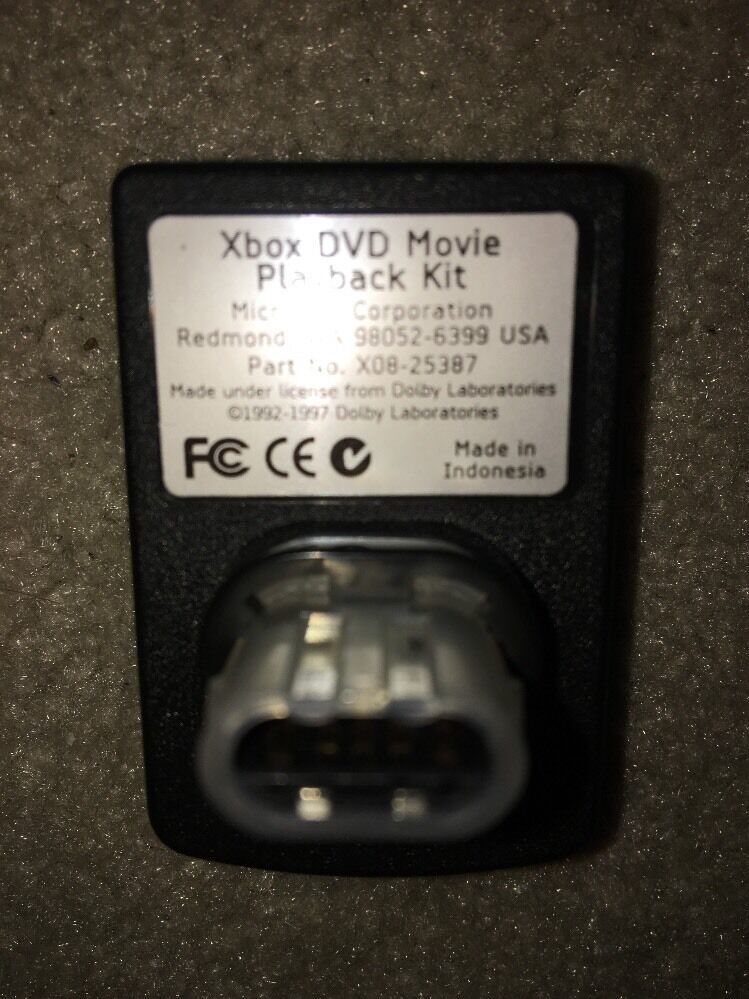 Xbox DVD Movie
Playback Kit
Corporation
Redmond, 98052-6399 USA
Part No. X08-25387
Made under license from Dolby Laboratories
©1992-1997 Dolby Laboratories
FC CE
Made in
Indonesia